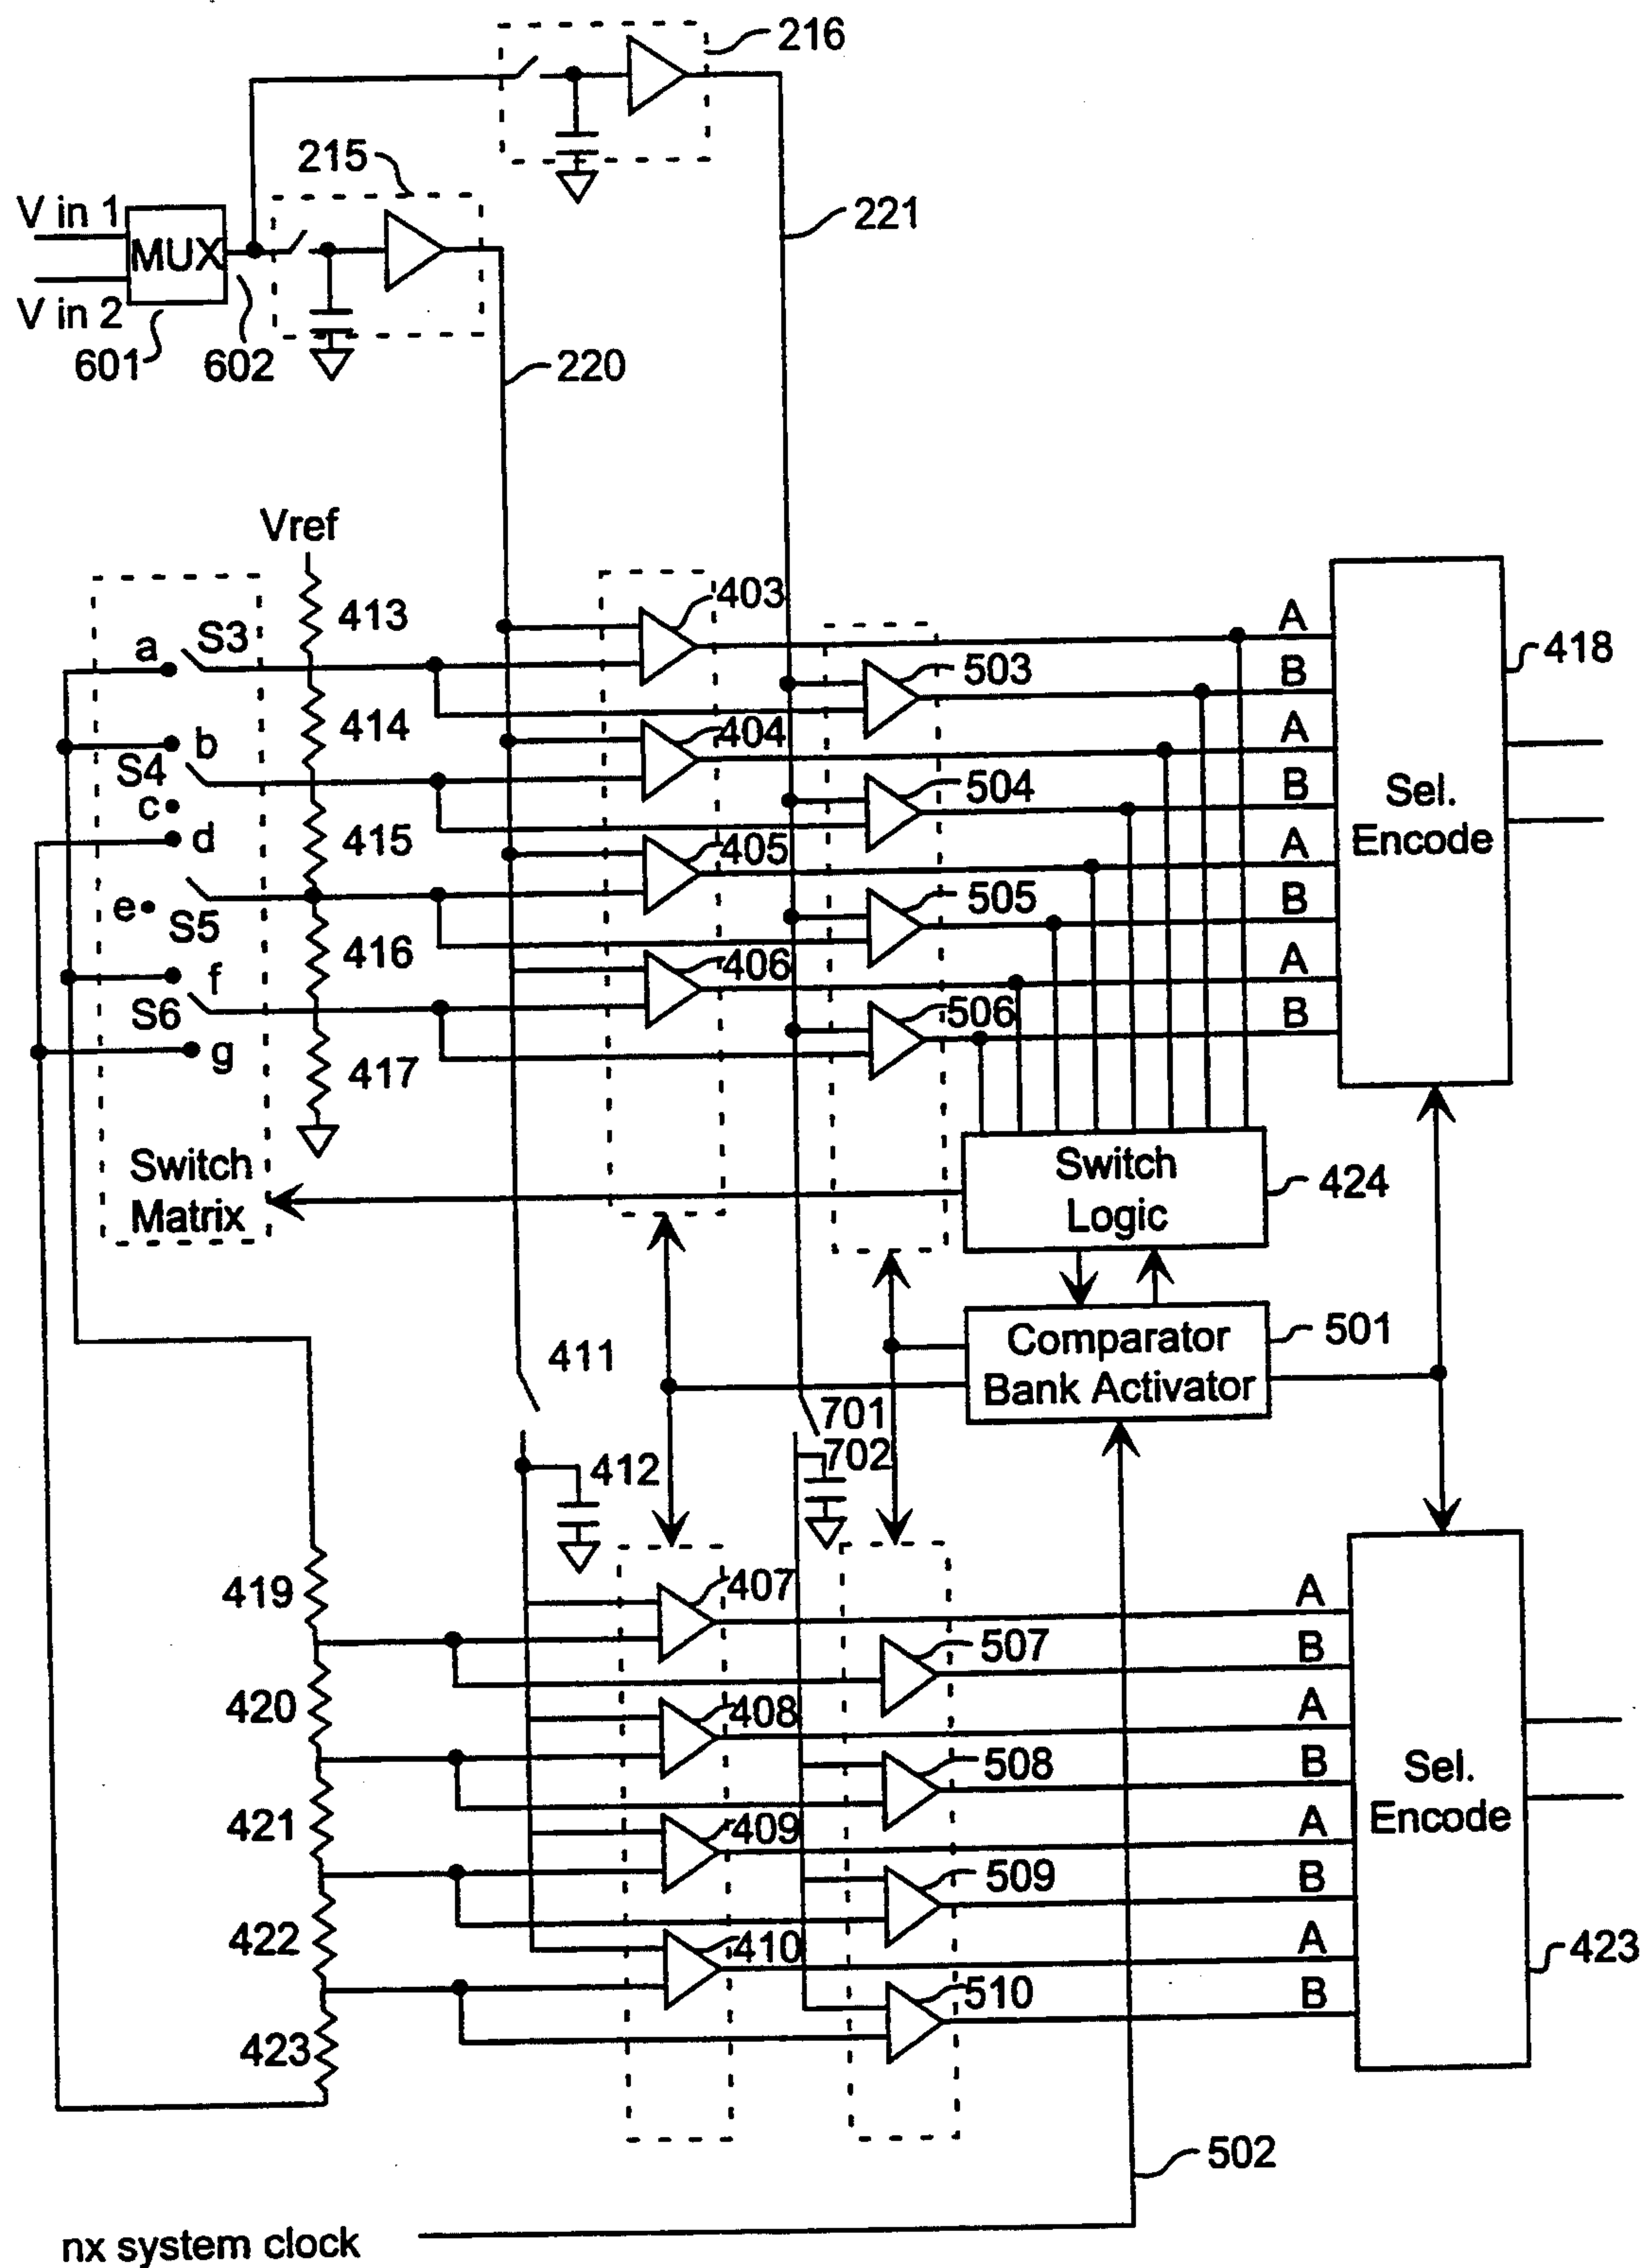 216
215
V in 1
MUX
V in 2
601
602
221
220
Vref
413
403
a
S3
A
418
503
B
414
404
A
b
S4
504
B
c
Sel.
Encode
d
415
405
A
e
S5
505
B
416
406
A
f
S6
506
B
g
417
Switch
Matrix
Switch
Logic
424
Comparator
Bank Activator
501
411
701
702
412
419
407
A
507
B
420
408
A
508
B
Sel.
Encode
421
409
A
509
B
422
410
A
423
510
B
423
502
nx system clock